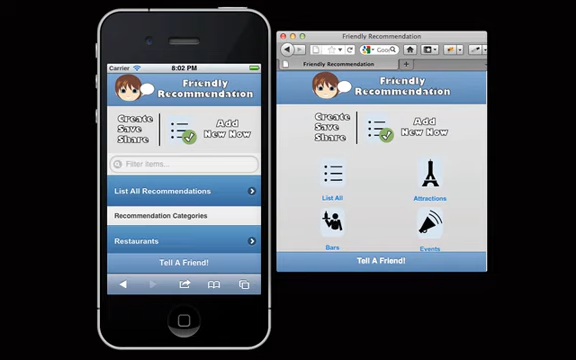 Carrier
8:02 PM
Friendly
Recommendation
Create
Save
Share
Add
New Now
Filter items...
List All Recommendations
Recommendation Categories
Restaurants
Tell A Friend!
Friendly Recommendation
Goo
Friendly Recommendation
Friendly
Recommendation
Create
Save
Share
Add
New Now
List All
Attractions
Bars
Events
Tell A Friend!